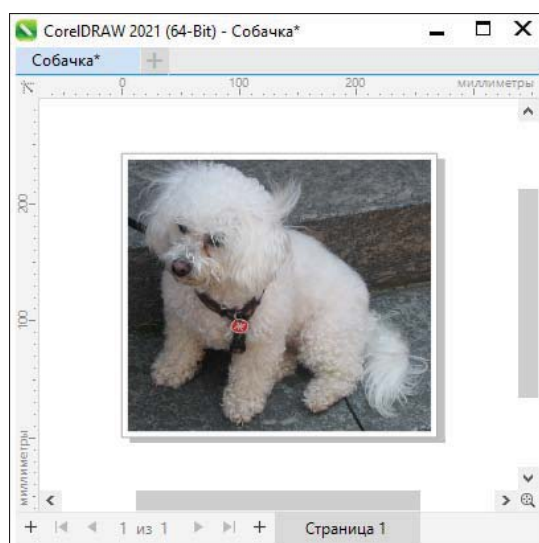 CorelDRAW 2021 (64-Bit) - Собачка*
Собачка*
0 100 200 миллиметры
200
100
миллиметры
1 из 1 Страница 1